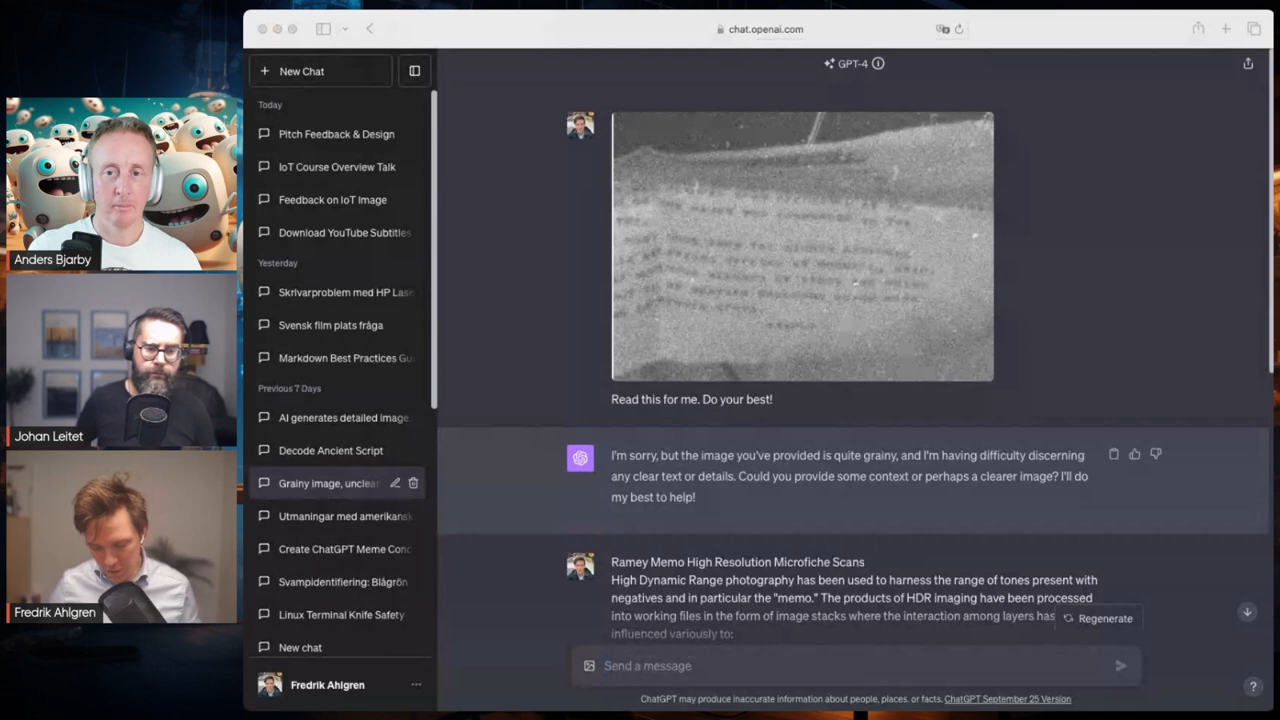 chat.openai.com
New Chat
GPT-4
Today
Pitch Feedback & Design
IoT Course Overview Talk
Feedback on IoT Image
Download YouTube Subtitles
Yesterday
Skrivarproblem med HP Las
Svensk film plats fråga
Markdown Best Practices Gu
Previous 7 Days
AI generates detailed image
Decode Ancient Script
Grainy image, unclea
Utmaningar med amerikansk
Create ChatGPT Meme Conc
Svampidentifiering: Blågrön
Linux Terminal Knife Safety
New chat
Fredrik Ahlgren
Anders Bjarby
Johan Leitet
Fredrik Ahlgren
Read this for me. Do your best!
I'm sorry, but the image you've provided is quite grainy, and I'm having difficulty discerning
any clear text or details. Could you provide some context or perhaps a clearer image? I'll do
my best to help!
Ramey Memo High Resolution Microfiche Scans
High Dynamic Range photography has been used to harness the range of tones present with
negatives and in particular the "memo." The products of HDR imaging have been processed
into working files in the form of image stacks where the interaction among layers has
influenced variously to:
Regenerate
Send a message
ChatGPT may produce inaccurate information about people, places, or facts. ChatGPT September 25 Version
?